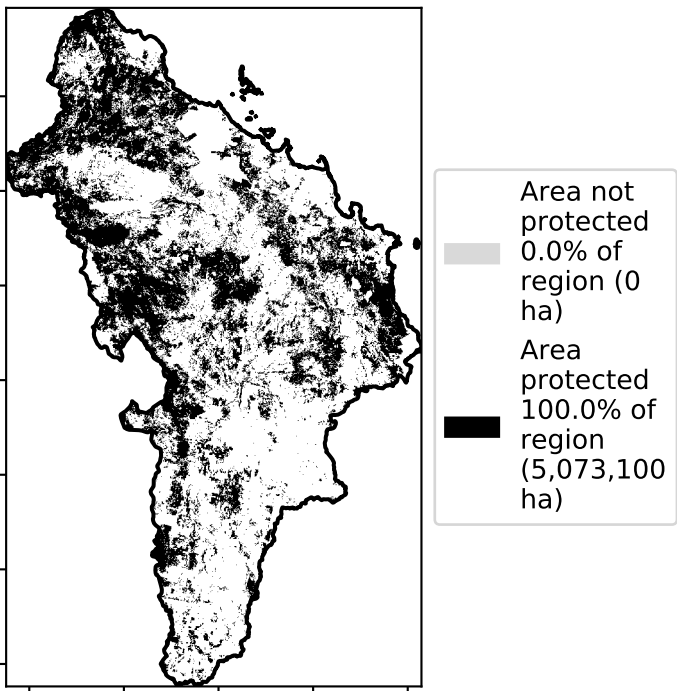 Area not
protected
0.0% of
region (0
ha)
Area
protected
100.0% of
region
(5,073,100
ha)